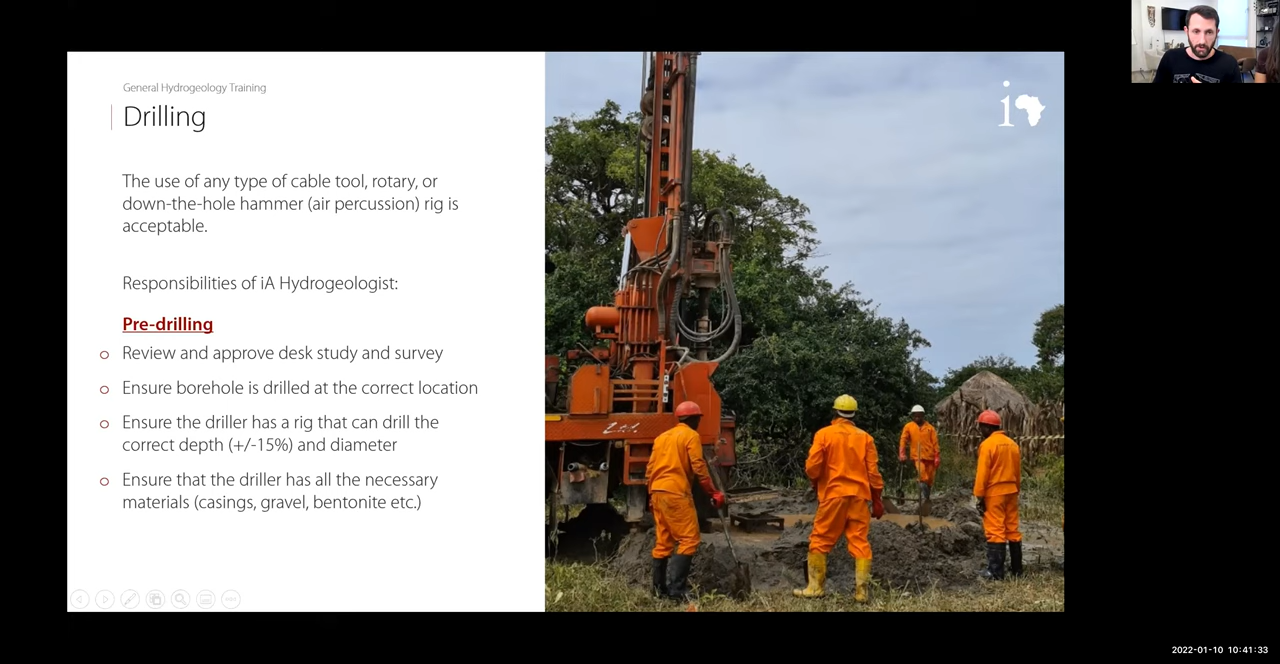 General Hydrogeology Training
Drilling
The use of any type of cable tool, rotary, or
down-the-hole hammer (air percussion) rig is
acceptable.
Responsibilities of iA Hydrogeologist:
Pre-drilling
o Review and approve desk study and survey
o Ensure borehole is drilled at the correct location
o Ensure the driller has a rig that can drill the
correct depth (+/-15%) and diameter
o Ensure that the driller has all the necessary
materials (casings, gravel, bentonite etc.)
i
Ltd.
2022-01-10 10:41:33